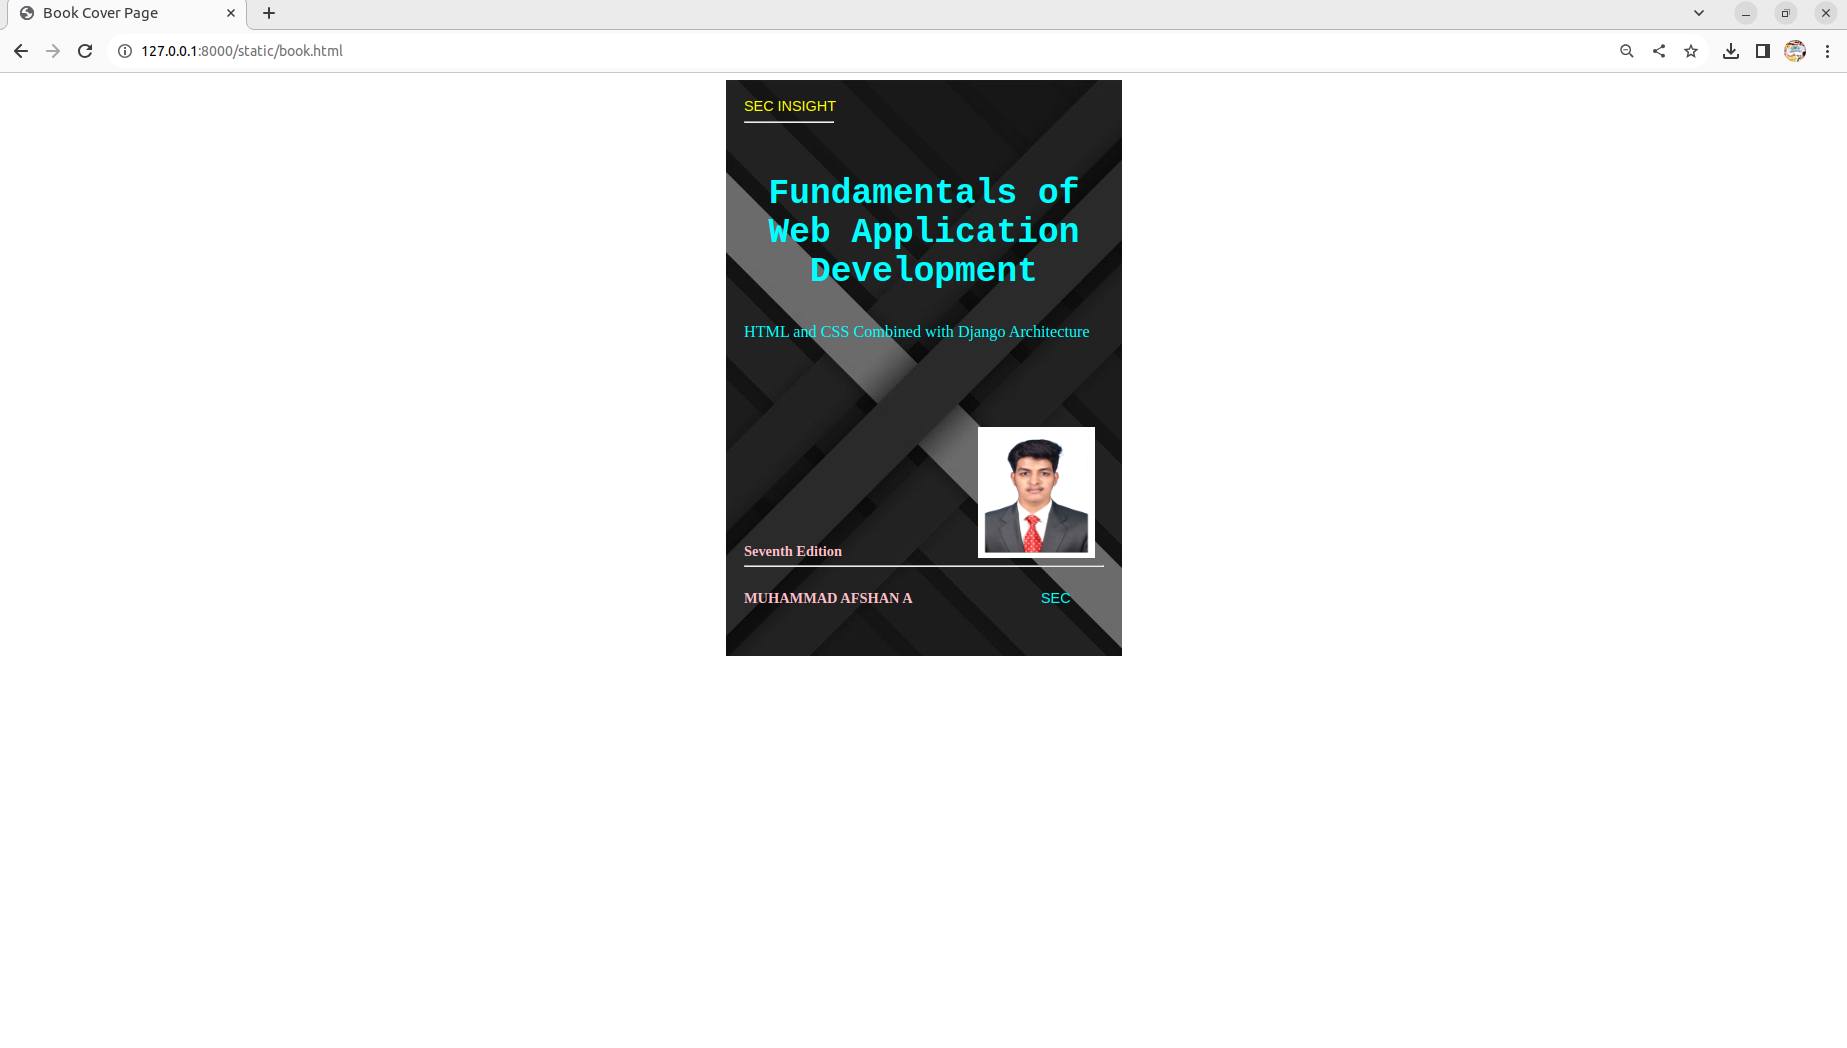 Book Cover Page
127.0.0.1:8000/static/book.html
SEC INSIGHT
Fundamentals of
Web Application
Development
HTML and CSS Combined with Django Architecture
Seventh Edition
MUHAMMAD AFSHAN A
SEC